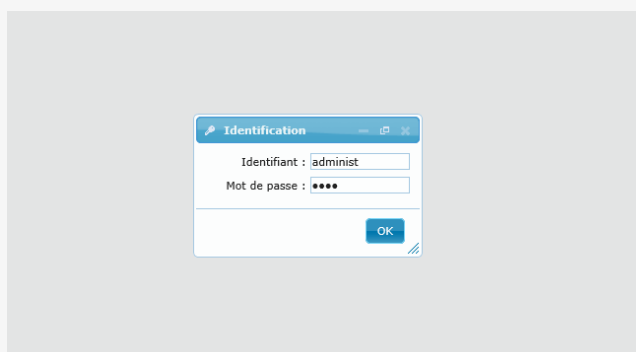 Identification
Identifiant : administ
Mot de passe : ••••
OK